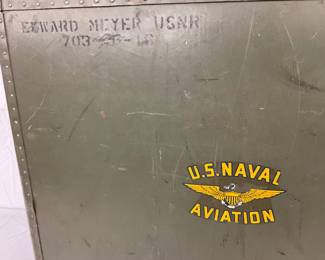 EDWARD MEYER USNR
703
U.S. NAVAL
AVIATION